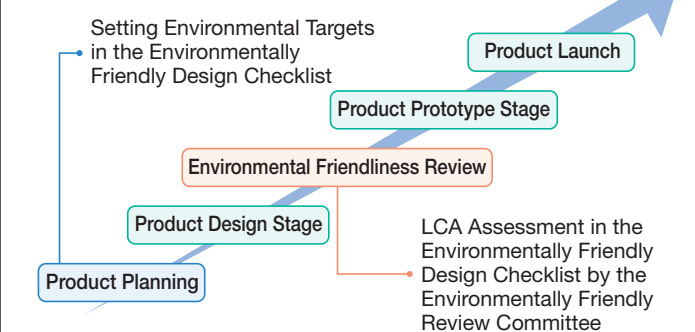 Setting Environmental Targets
in the Environmentally
Friendly Design Checklist
Product Launch
Product Prototype Stage
Environmental Friendliness Review
Product Design Stage
Product Planning
LCA Assessment in the
Environmentally Friendly
Design Checklist by the
Environmentally Friendly
Review Committee